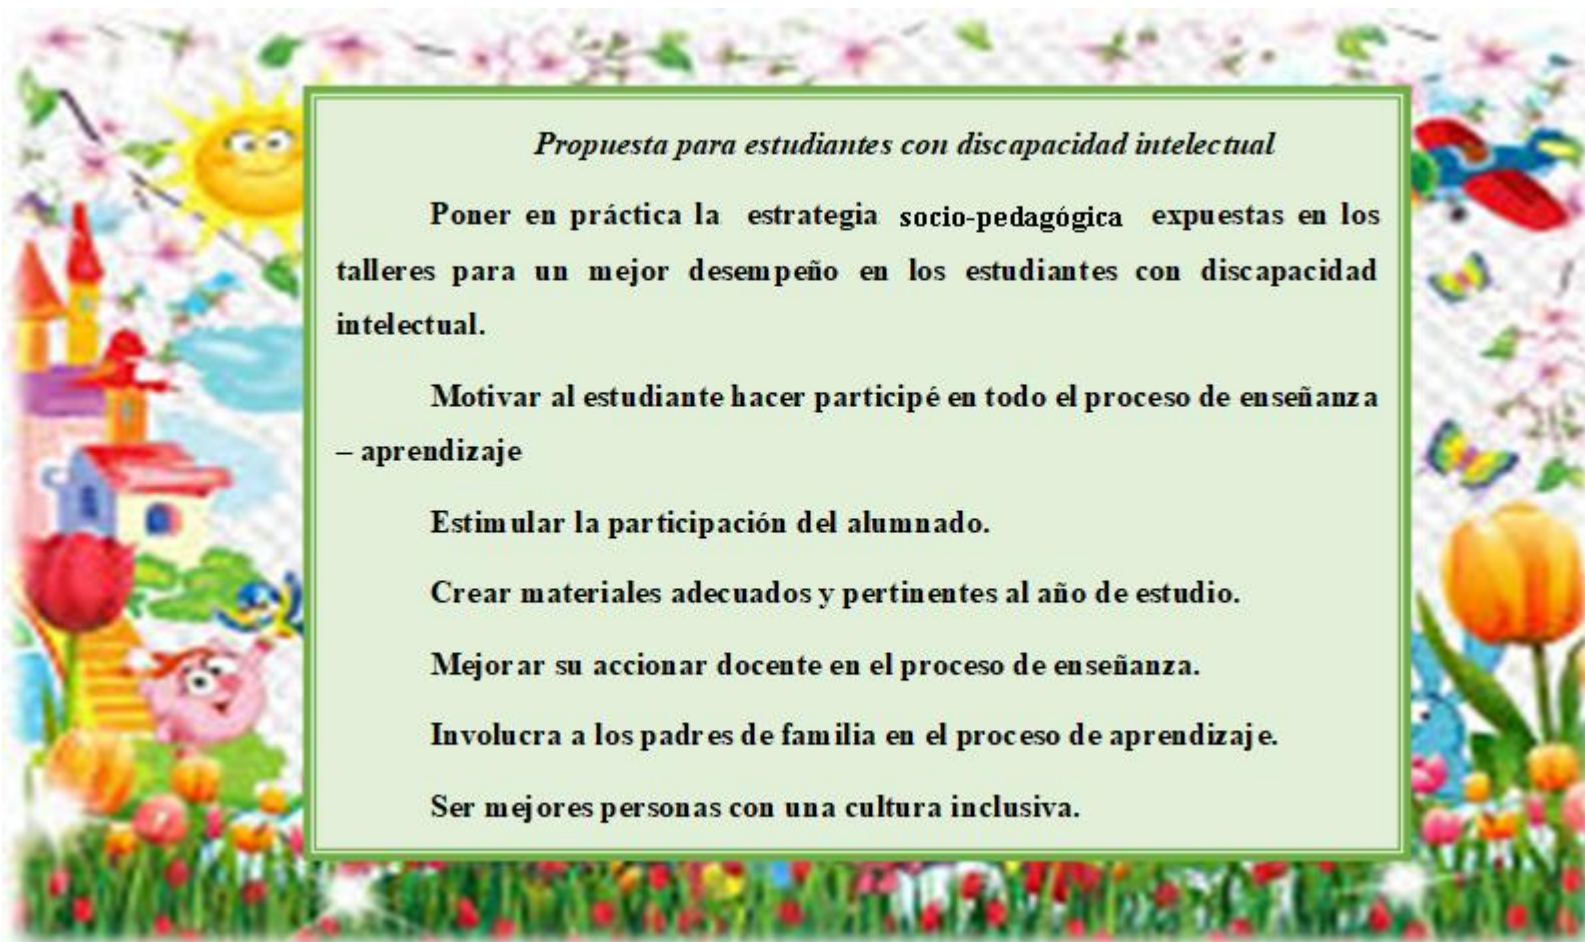 Propuesta para estudiantes con discapacidad intelectual
Poner en práctica la estrategia socio-pedagógica expuestas en los
talleres para un mejor desempeño en los estudiantes con discapacidad
intelectual.
Motivar al estudiante hacer participé en todo el proceso de enseñanza
– aprendizaje
Estimular la participación del alumnado.
Crear materiales adecuados y pertinentes al año de estudio.
Mejorar su accionar docente en el proceso de enseñanza.
Involucra a los padres de familia en el proceso de aprendizaje.
Ser mejores personas con una cultura inclusiva.